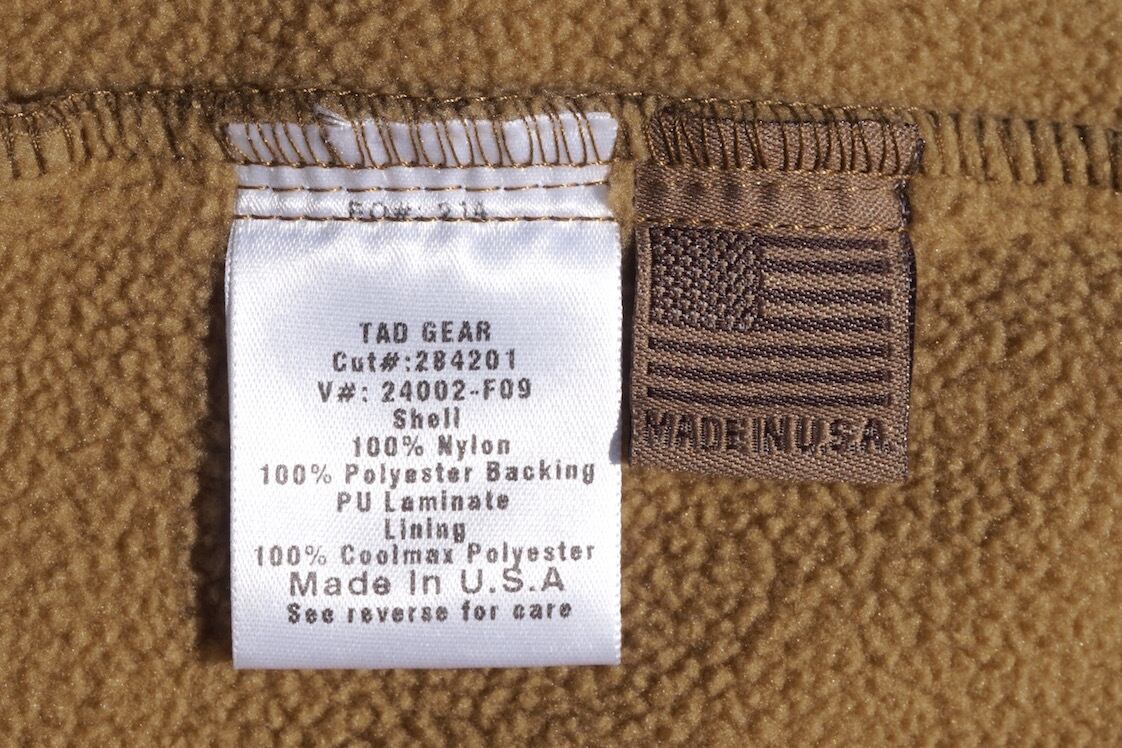 TAD GEAR
Cut#:284201
V#: 24002-F09
Shell
100% Nylon
100% Polyester Backing
PU Laminate
Lining
100% Coolmax Polyester
Made In U.S.A
See reverse for care
MADE IN U.S.A.